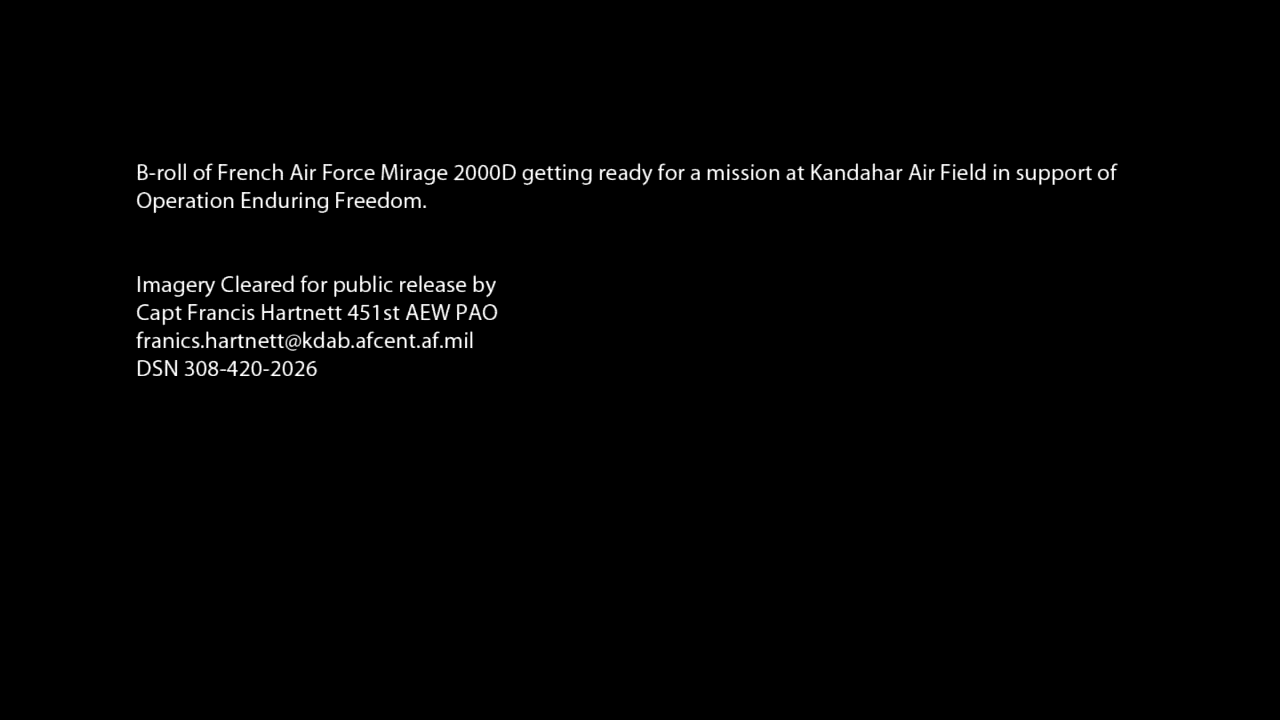 B-roll of French Air Force Mirage 2000D getting ready for a mission at Kandahar Air Field in support of
Operation Enduring Freedom.
Imagery Cleared for public release by
Capt Francis Hartnett 451st AEW PAO
franics.hartnett@kdab.afcent.af.mil
DSN 308-420-2026